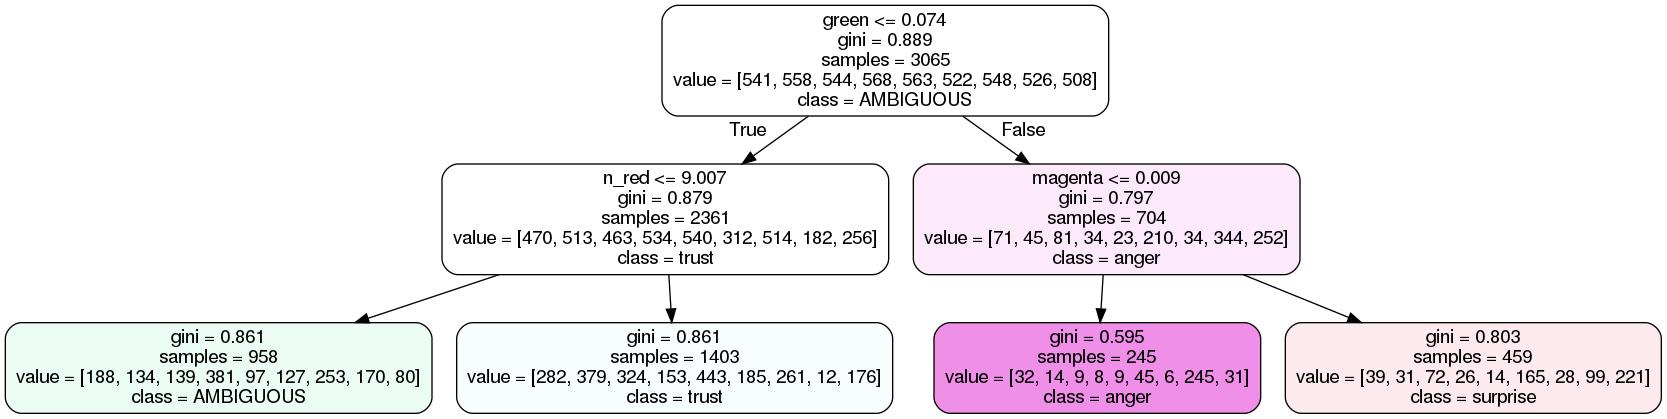 green <= 0.074
gini = 0.889
samples = 3065
value = [541, 558, 544, 568, 563, 522, 548, 526, 508]
class = AMBIGUOUS
True
False
n_red <= 9.007
gini = 0.879
samples = 2361
value = [470, 513, 463, 534, 540, 312, 514, 182, 256]
class = trust
magenta <= 0.009
gini = 0.797
samples = 704
value = [71, 45, 81, 34, 23, 210, 34, 344, 252]
class = anger
gini = 0.861
samples = 958
value = [188, 134, 139, 381, 97, 127, 253, 170, 80]
class = AMBIGUOUS
gini = 0.861
samples = 1403
value = [282, 379, 324, 153, 443, 185, 261, 12, 176]
class = trust
gini = 0.595
samples = 245
value = [32, 14, 9, 8, 9, 45, 6, 245, 31]
class = anger
gini = 0.803
samples = 459
value = [39, 31, 72, 26, 14, 165, 28, 99, 221]
class = surprise